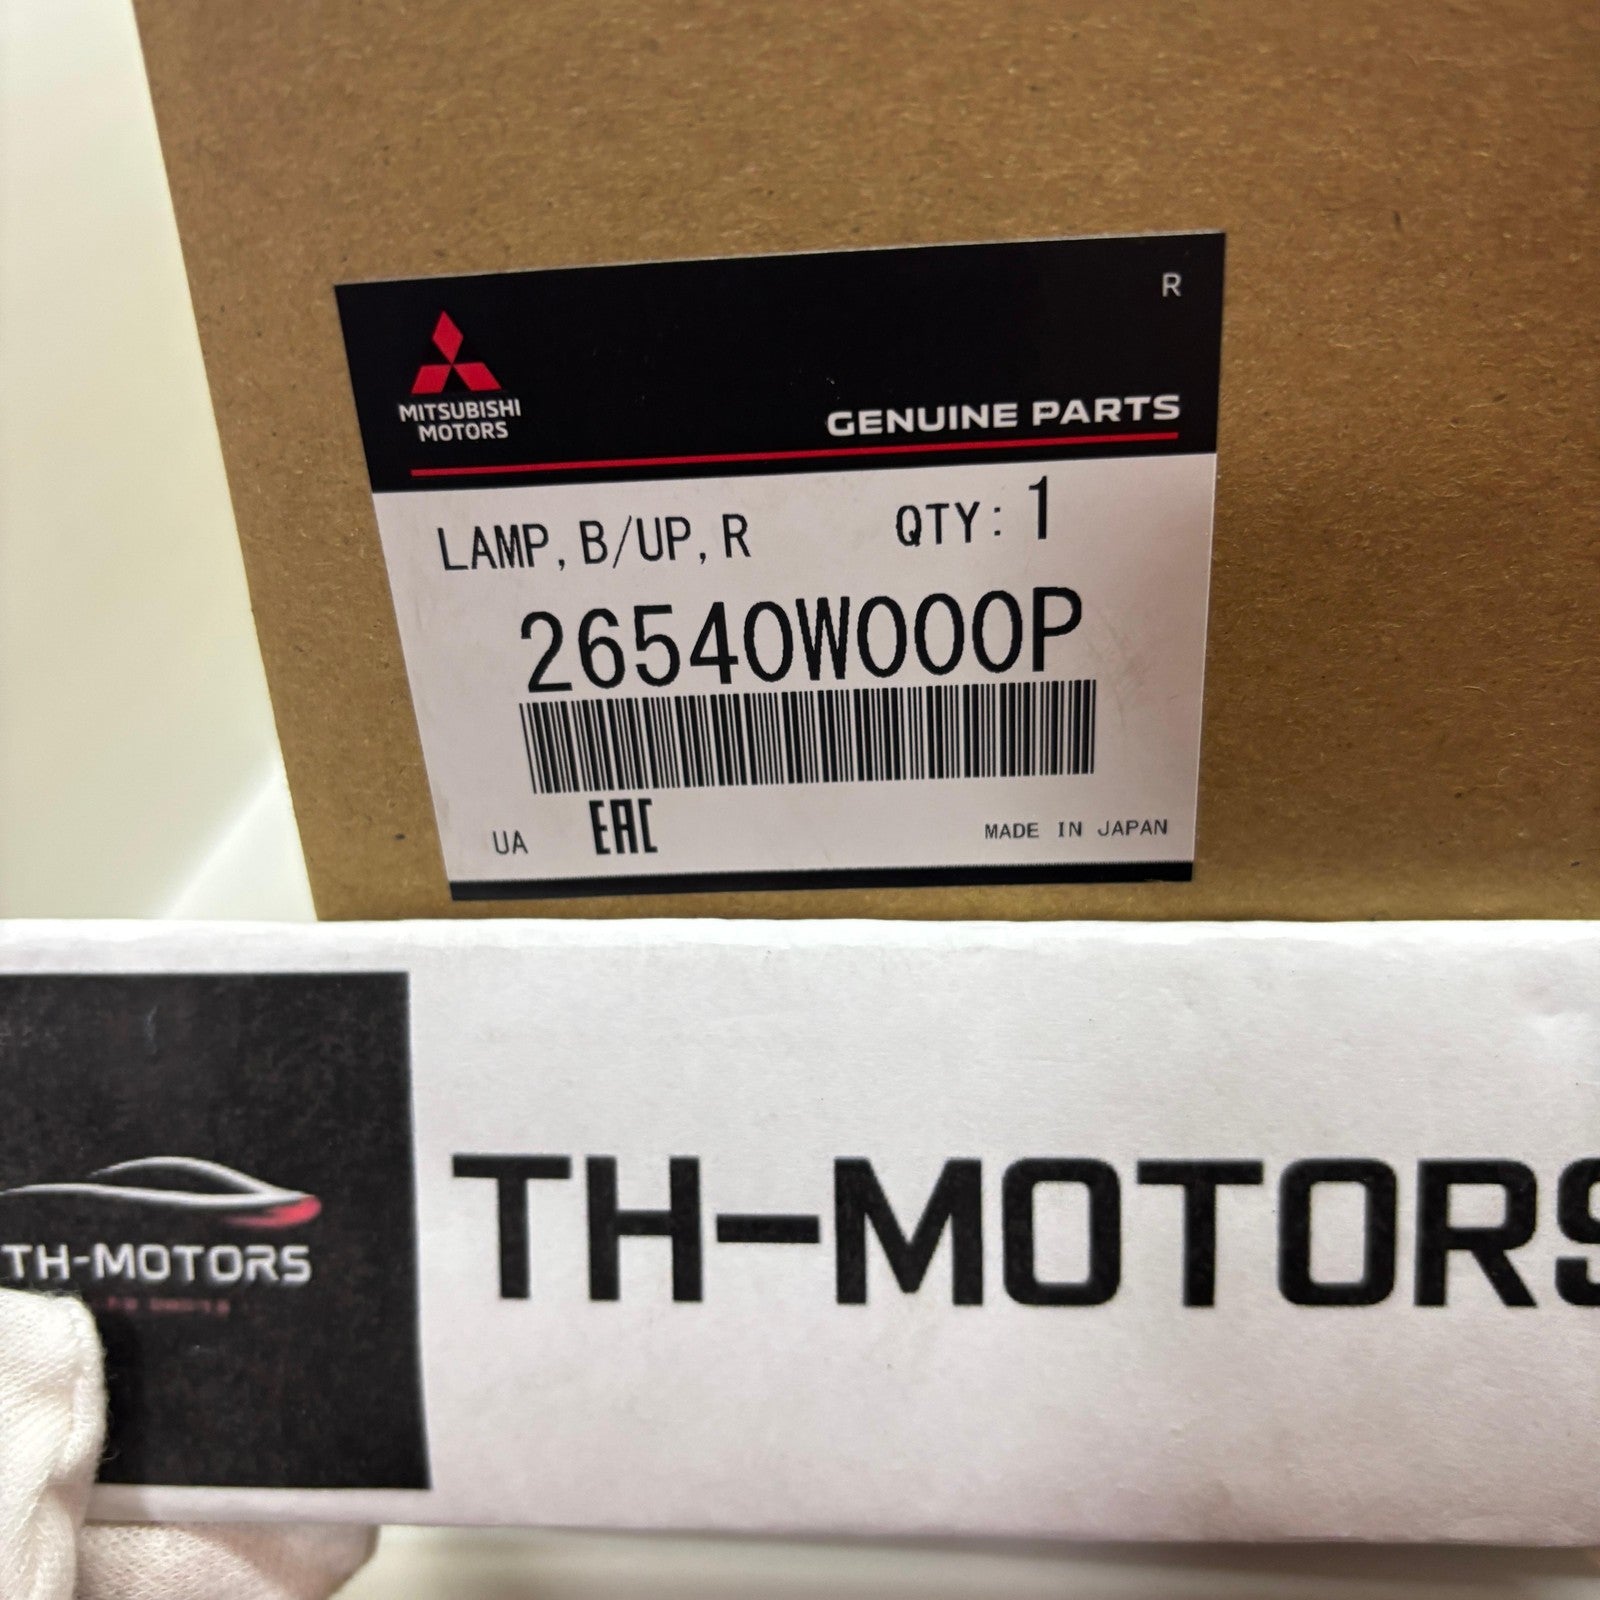 R
MITSUBISHI
MOTORS
GENUINE PARTS
LAMP, B/UP, R QTY: 1
26540W000P
UA EAC MADE IN JAPAN
TH-MOTORS
TH-MOTORS